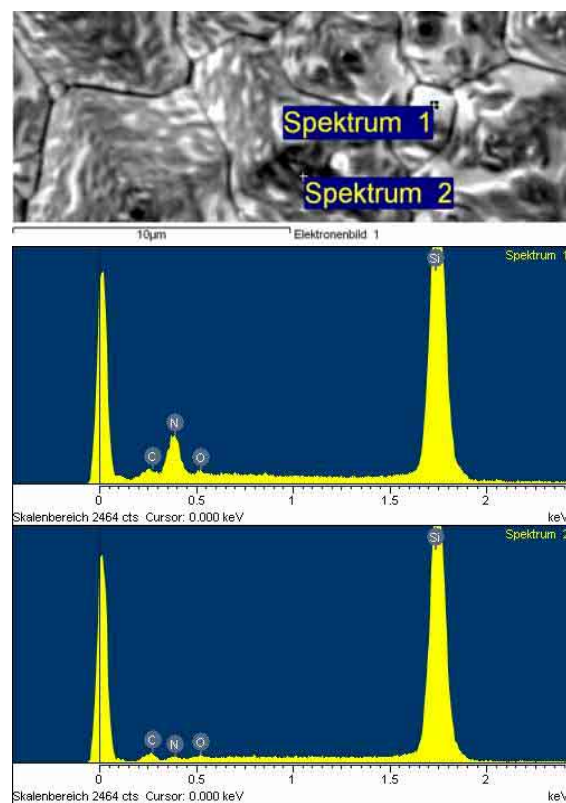 Spektrum 1
Spektrum 2
10µm Elektronenbild 1
Spektrum 1
Si
N
C O
0 0.5 1 1.5 2
Skalenbereich 2464 cts Cursor: 0.000 keV keV
Spektrum 2
Si
C N O
0 0.5 1 1.5 2
Skalenbereich 2464 cts Cursor: 0.000 keV keV